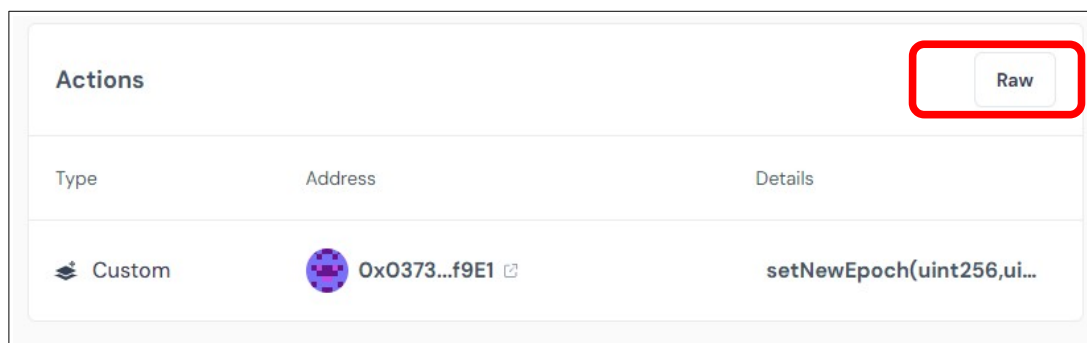 Actions
Raw
Type Address Details
Custom 0x0373...f9E1 setNewEpoch(uint256,ui...